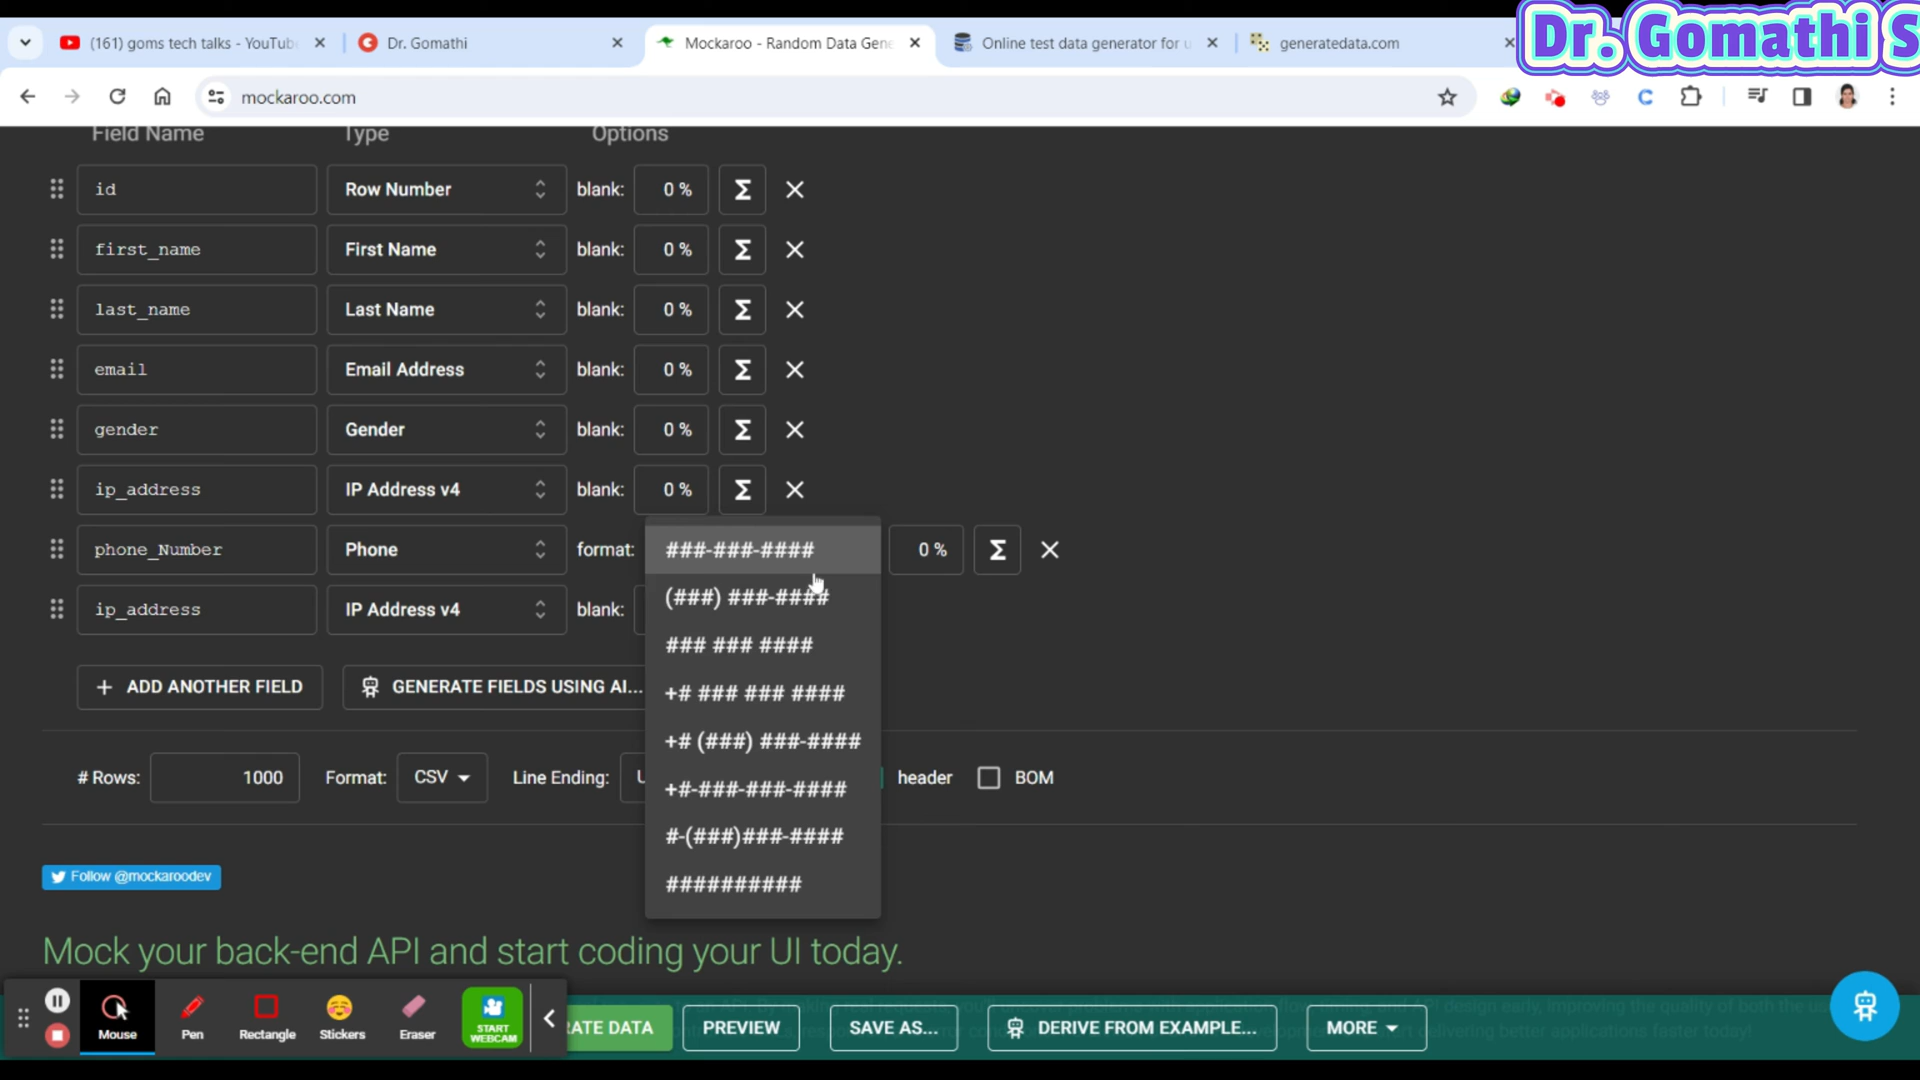 (161) goms tech talks - YouTub
Dr. Gomathi
Mockaroo - Random Data Gene
Online test data generator for u
generatedata.com
Dr. Gomathi S
mockaroo.com
Field Name Type Options
id Row Number blank: 0 % Σ
first_name First Name blank: 0 % Σ
last_name Last Name blank: 0 % Σ
email Email Address blank: 0 % Σ
gender Gender blank: 0 % Σ
ip_address IP Address v4 blank: 0 % Σ
phone_Number Phone format: ###-###-#### 0 % Σ
(###) ###-####
ip_address IP Address v4 blank:
### ### ####
+ ADD ANOTHER FIELD GENERATE FIELDS USING AI...
+# ### ### ####
+# (###) ###-####
# Rows: 1000 Format: CSV Line Ending: U header BOM
+#-###-###-####
#-(###)###-####
##########
Follow @mockaroodev
Mock your back-end API and start coding your UI today.
Mouse Pen Rectangle Stickers Eraser START WEBCAM
RATE DATA PREVIEW SAVE AS... DERIVE FROM EXAMPLE... MORE